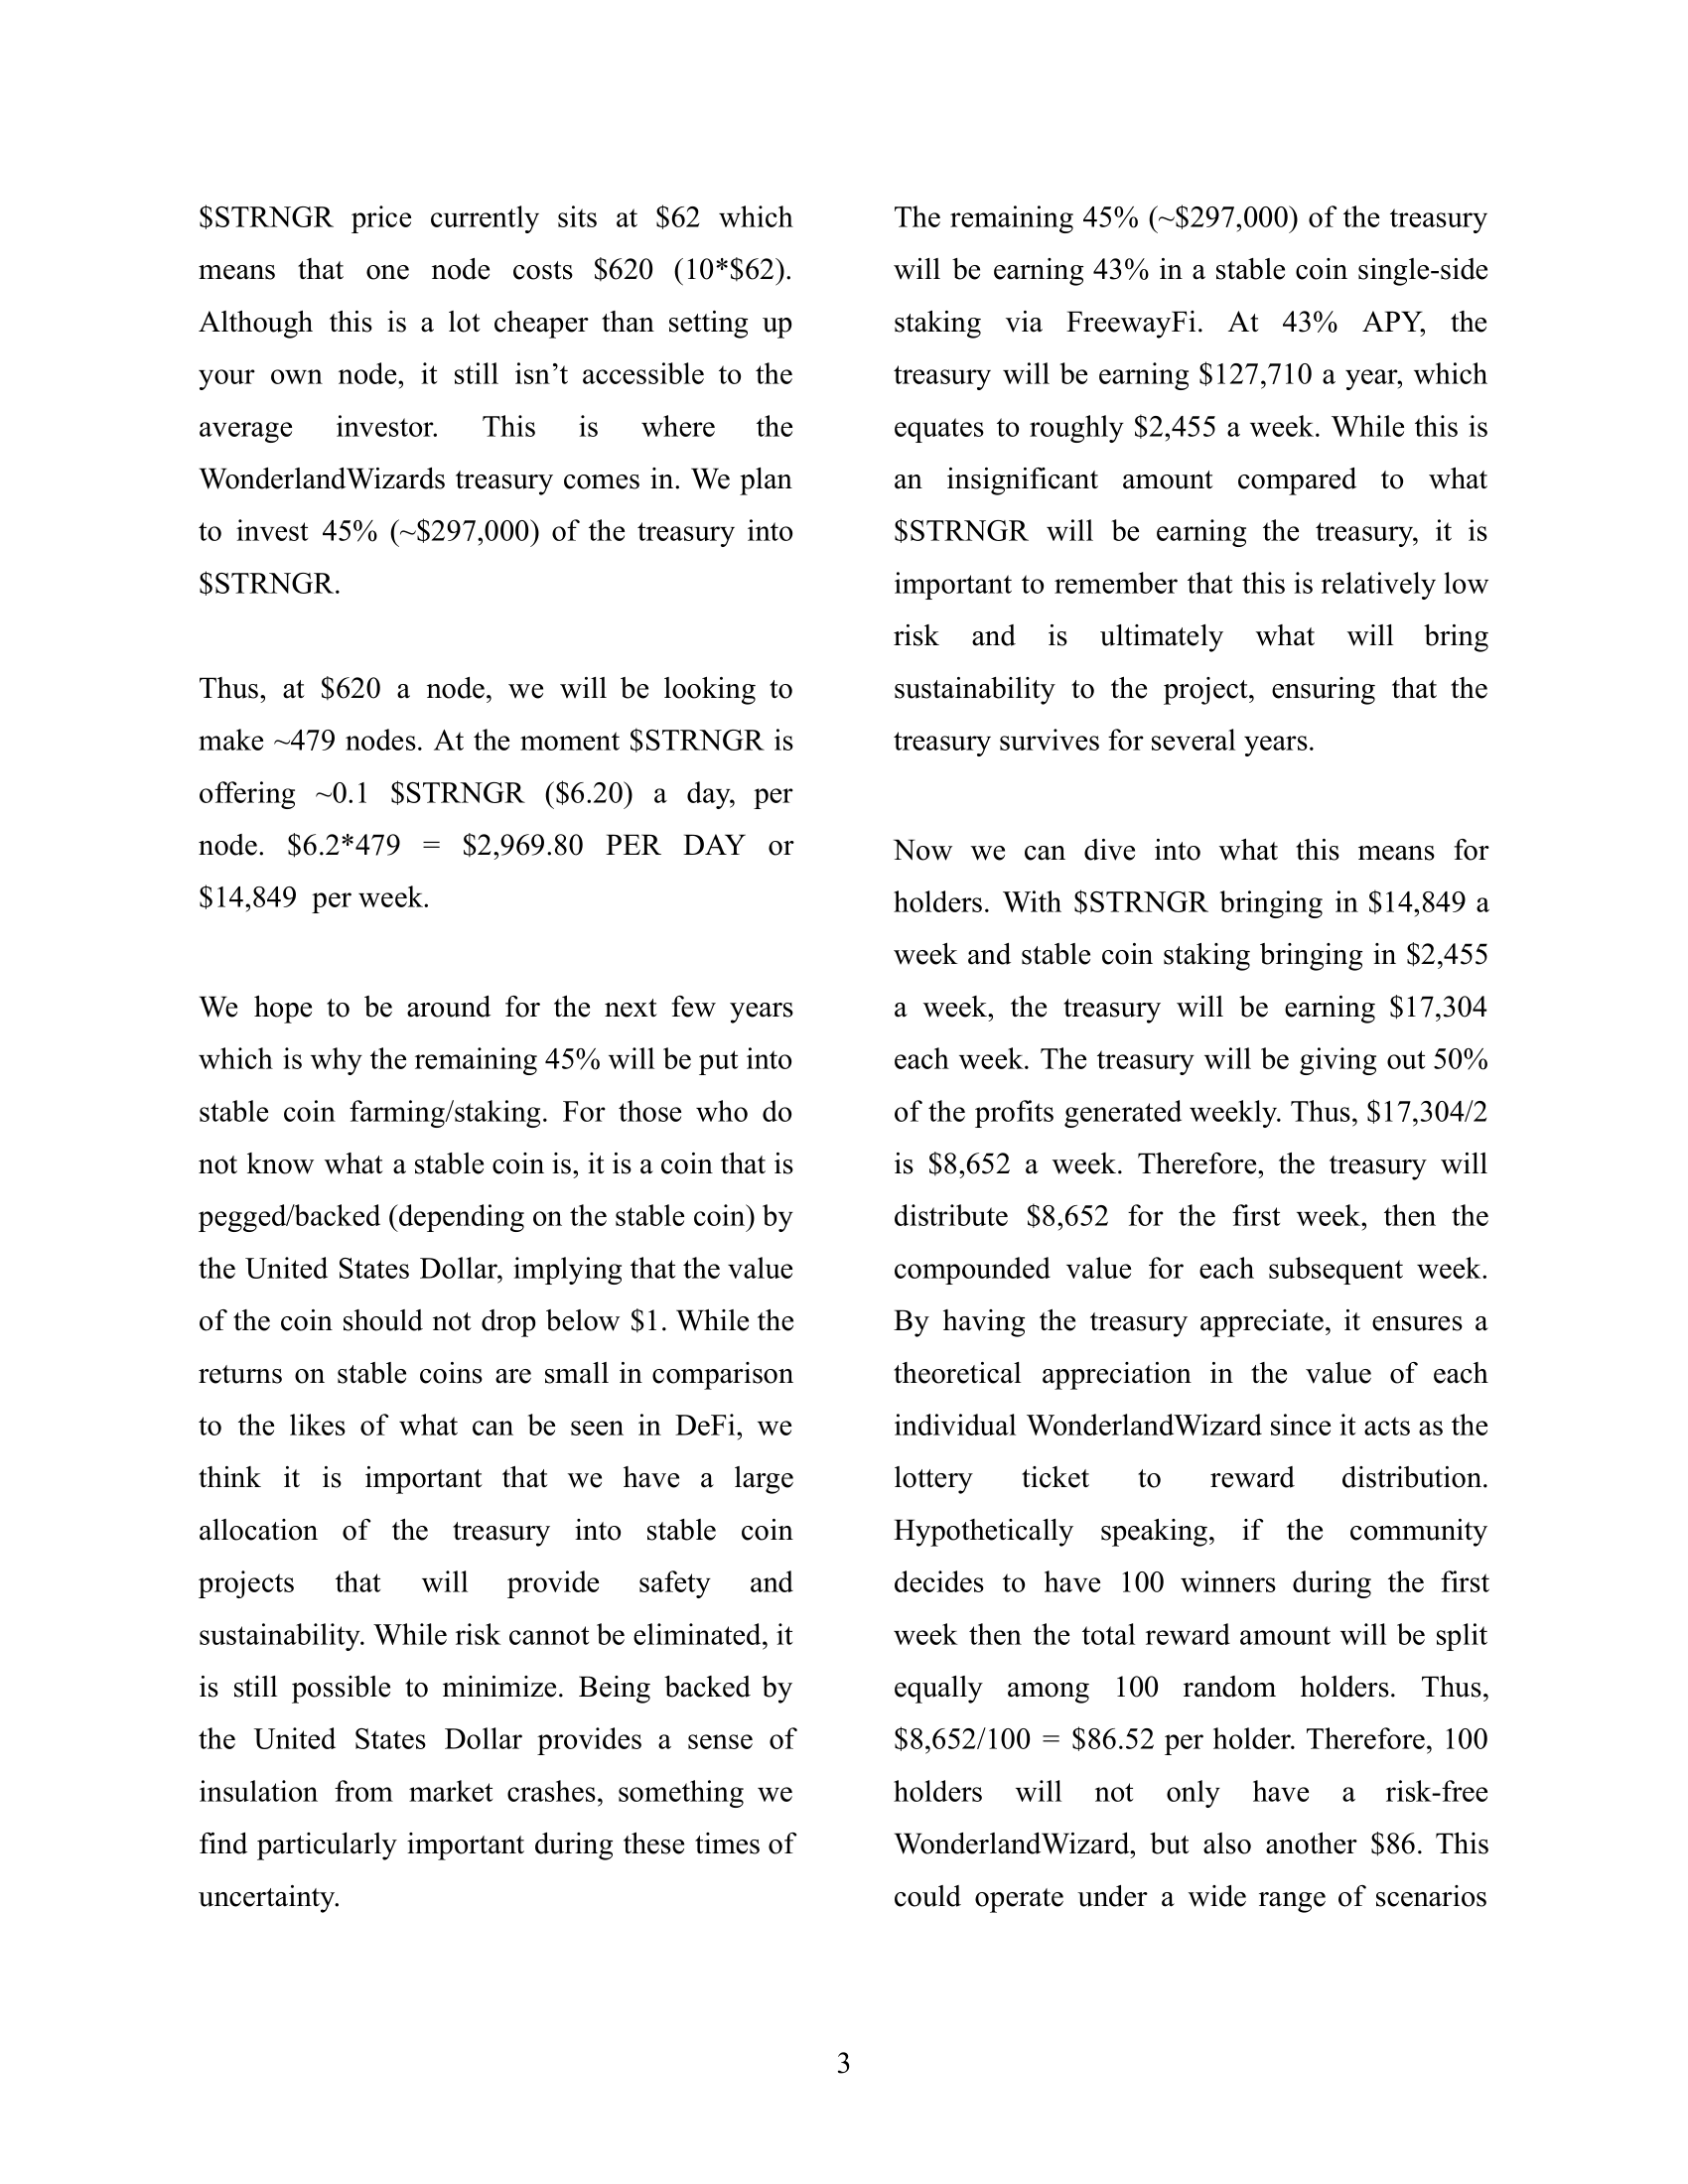 $STRNGR price currently sits at $62 which
means that one node costs $620 (10*$62).
Although this is a lot cheaper than setting up
your own node, it still isn’t accessible to the
average investor. This is where the
WonderlandWizards treasury comes in. We plan
to invest 45% (~$297,000) of the treasury into
$STRNGR.
Thus, at $620 a node, we will be looking to
make ~479 nodes. At the moment $STRNGR is
offering ~0.1 $STRNGR ($6.20) a day, per
node. $6.2*479 = $2,969.80 PER DAY or
$14,849 per week.
We hope to be around for the next few years
which is why the remaining 45% will be put into
stable coin farming/staking. For those who do
not know what a stable coin is, it is a coin that is
pegged/backed (depending on the stable coin) by
the United States Dollar, implying that the value
of the coin should not drop below $1. While the
returns on stable coins are small in comparison
to the likes of what can be seen in DeFi, we
think it is important that we have a large
allocation of the treasury into stable coin
projects that will provide safety and
sustainability. While risk cannot be eliminated, it
is still possible to minimize. Being backed by
the United States Dollar provides a sense of
insulation from market crashes, something we
find particularly important during these times of
uncertainty.
The remaining 45% (~$297,000) of the treasury
will be earning 43% in a stable coin single-side
staking via FreewayFi. At 43% APY, the
treasury will be earning $127,710 a year, which
equates to roughly $2,455 a week. While this is
an insignificant amount compared to what
$STRNGR will be earning the treasury, it is
important to remember that this is relatively low
risk and is ultimately what will bring
sustainability to the project, ensuring that the
treasury survives for several years.
Now we can dive into what this means for
holders. With $STRNGR bringing in $14,849 a
week and stable coin staking bringing in $2,455
a week, the treasury will be earning $17,304
each week. The treasury will be giving out 50%
of the profits generated weekly. Thus, $17,304/2
is $8,652 a week. Therefore, the treasury will
distribute $8,652 for the first week, then the
compounded value for each subsequent week.
By having the treasury appreciate, it ensures a
theoretical appreciation in the value of each
individual WonderlandWizard since it acts as the
lottery ticket to reward distribution.
Hypothetically speaking, if the community
decides to have 100 winners during the first
week then the total reward amount will be split
equally among 100 random holders. Thus,
$8,652/100 = $86.52 per holder. Therefore, 100
holders will not only have a risk-free
WonderlandWizard, but also another $86. This
could operate under a wide range of scenarios
3